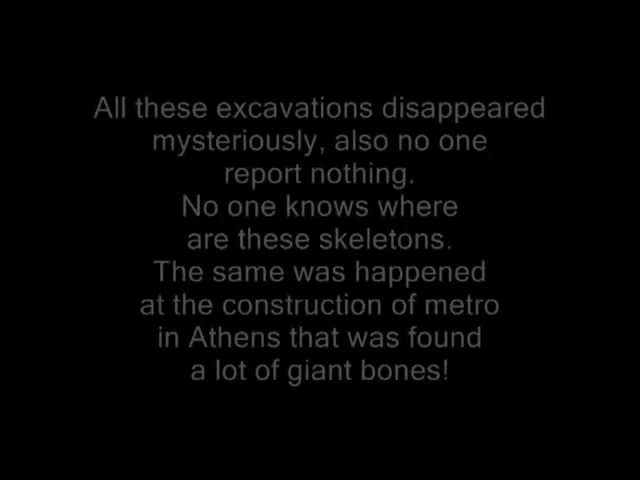 All these excavations disappeared
mysteriously, also no one
report nothing.
No one knows where
are these skeletons.
The same was happened
at the construction of metro
in Athens that was found
a lot of giant bones!